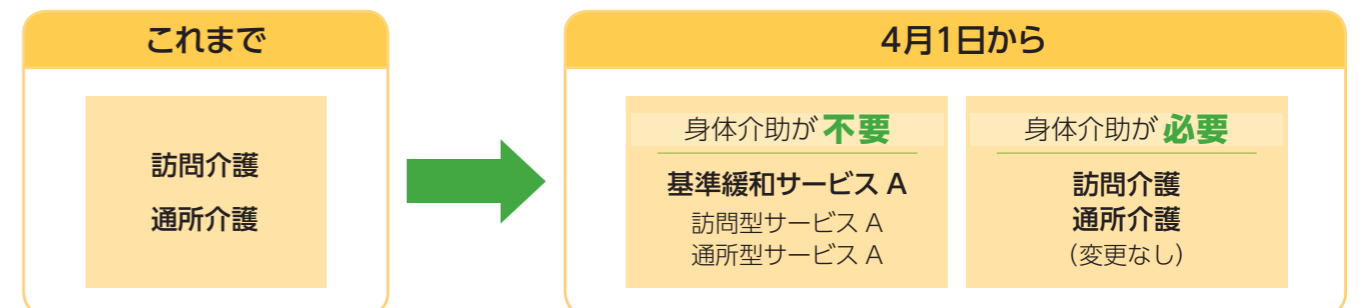 これまで
訪問介護
通所介護
4月1日から
身体介助が不要
基準緩和サービス A
訪問型サービス A
通所型サービス A
身体介助が必要
訪問介護
通所介護
(変更なし)